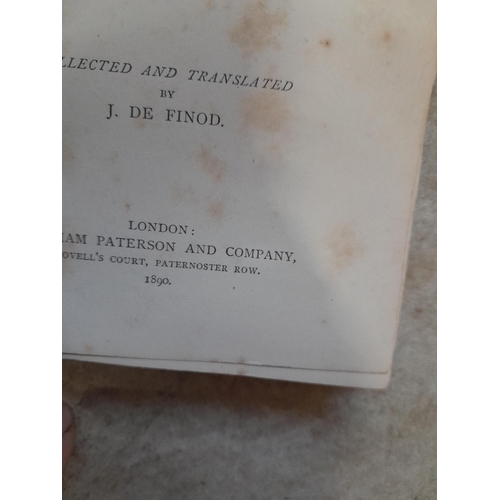 LLECTED AND TRANSLATED
BY
J. DE FINOD.
LONDON:
IAM PATERSON AND COMPANY,
OVELL'S COURT, PATERNOSTER ROW.
1890.